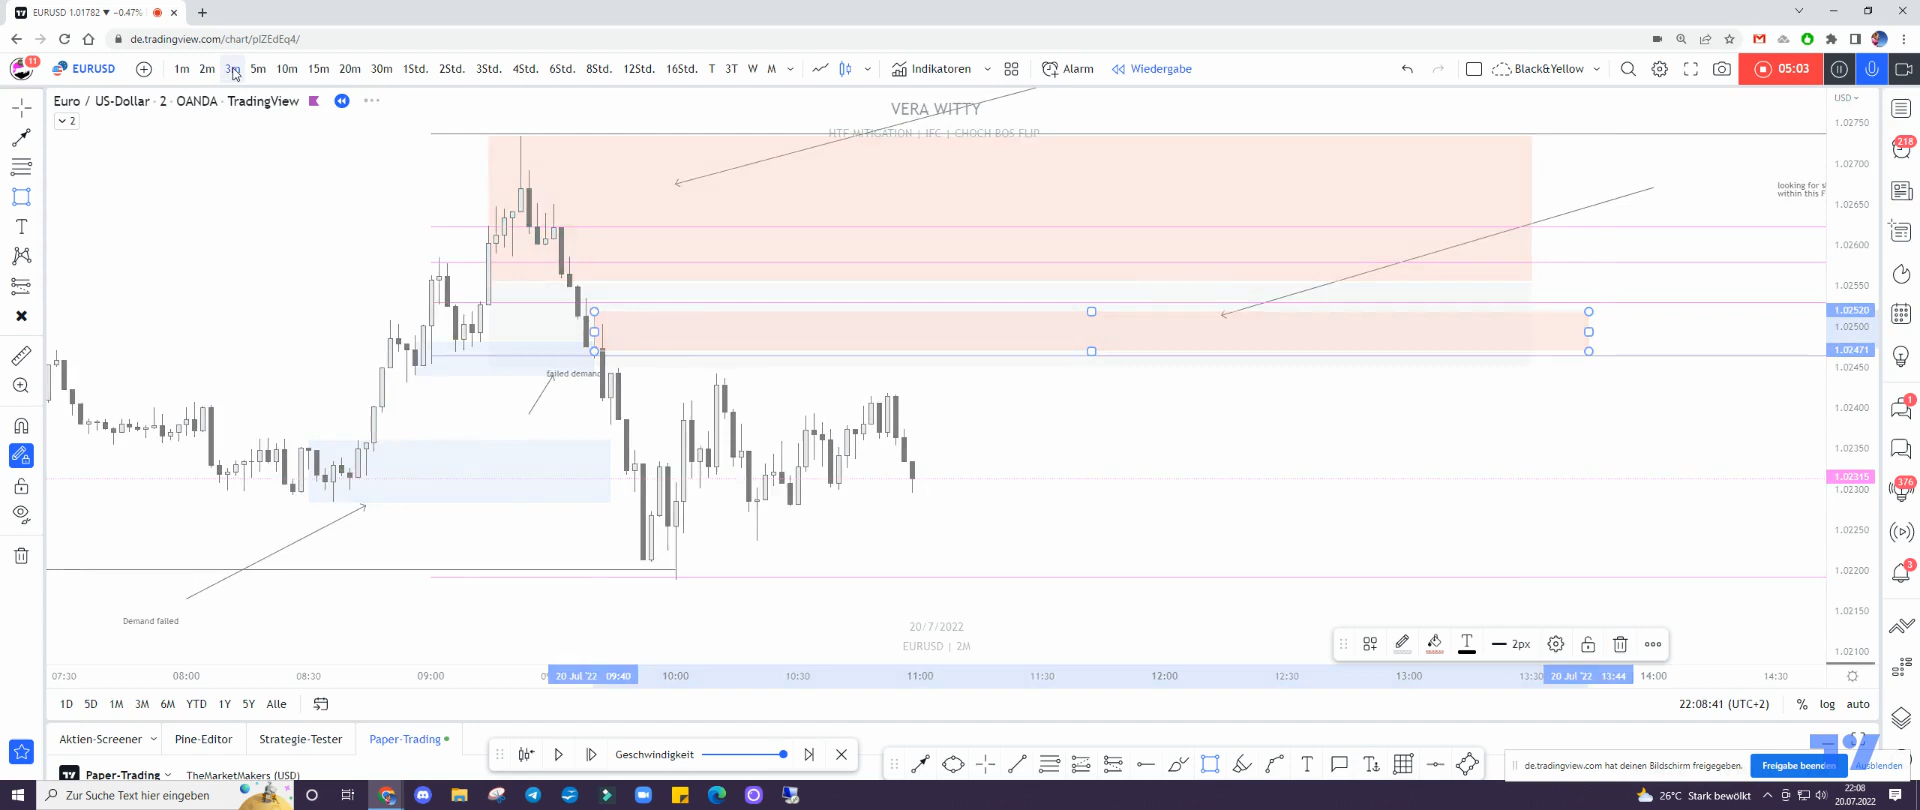 EURUSD 1.01782 ▼ −0.47%
de.tradingview.com/chart/pIZEdEq4/
11
EURUSD
1m 2m 3m 5m 10m 15m 20m 30m 1Std. 2Std. 3Std. 4Std. 6Std. 8Std. 12Std. 16Std. T 3T W M
Indikatoren
Alarm
Wiedergabe
Black&Yellow
05:03
Euro / US-Dollar · 2 · OANDA · TradingView
2
VERA WITTY
HTF MITIGATION | IFC | CHOCH BOS FLIP
USD
1.02750
1.02700
looking for s
within this F
1.02650
1.02600
1.02550
1.02520
1.02500
1.02471
1.02450
failed demand
1.02400
1.02350
1.02315
1.02300
1.02250
1.02200
1.02150
1.02100
Demand failed
20/7/2022
EURUSD | 2M
2px
07:30 08:00 08:30 09:00 20 Jul '22 09:40 10:00 10:30 11:00 11:30 12:00 12:30 13:00 13:30 20 Jul '22 13:44 14:00 14:30
1D 5D 1M 3M 6M YTD 1Y 5Y Alle
22:08:41 (UTC+2)
% log auto
218
1
376
3
Aktien-Screener
Pine-Editor
Strategie-Tester
Paper-Trading
Geschwindigkeit
Paper-Trading
TheMarketMakers (USD)
de.tradingview.com hat deinen Bildschirm freigegeben.
Freigabe beenden
Ausblenden
Zur Suche Text hier eingeben
26°C Stark bewölkt
22:08
20.07.2022